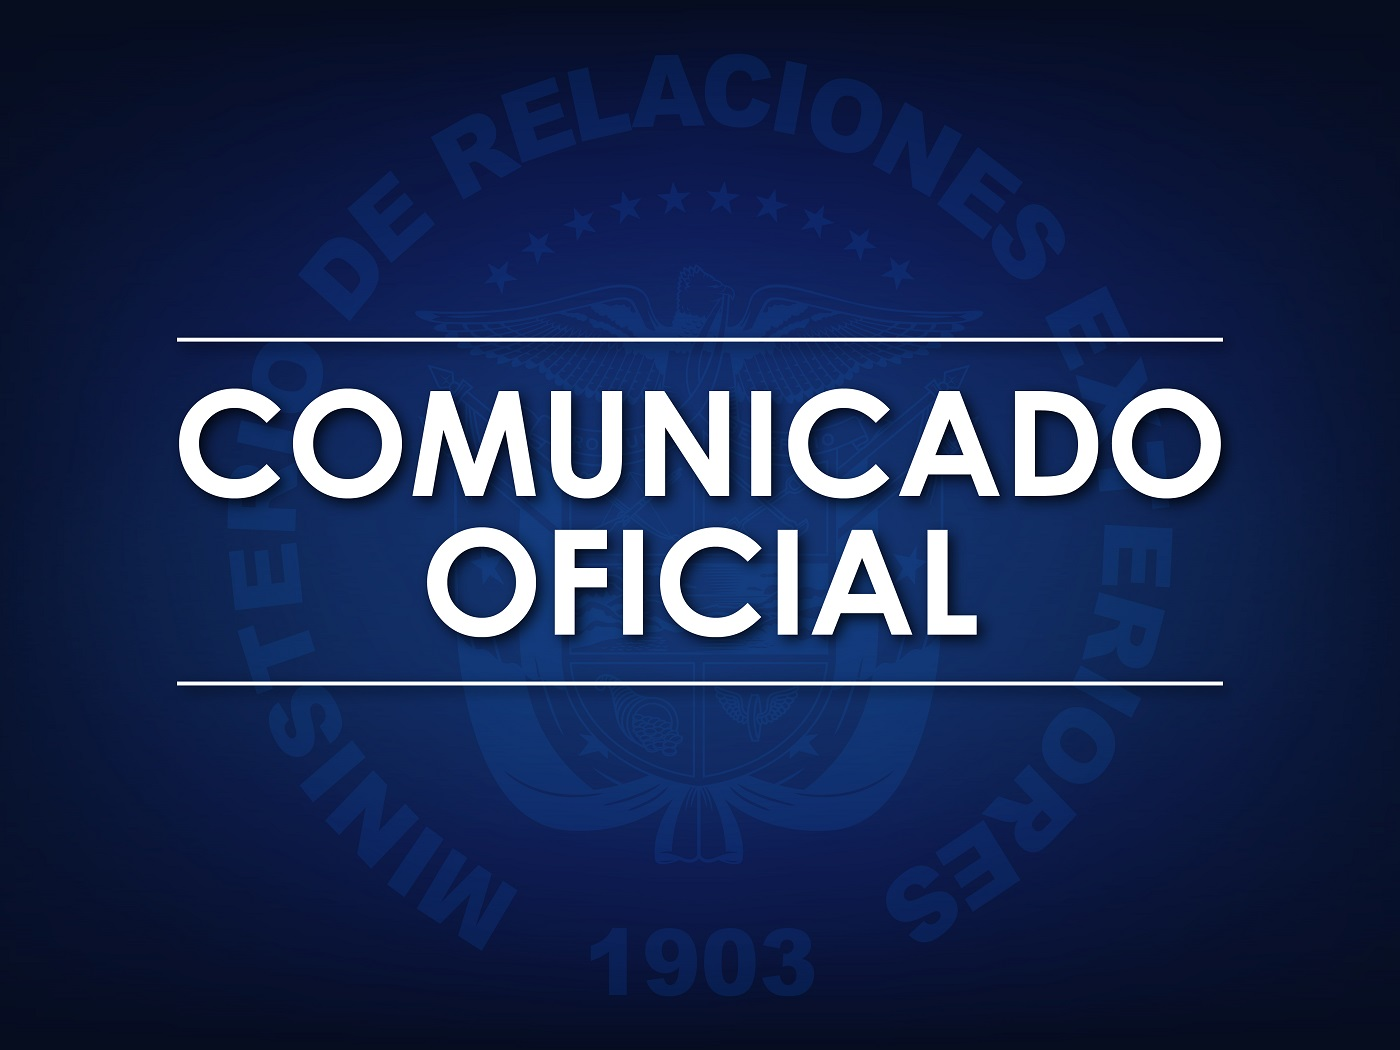 MINISTERIO DE RELACIONES EXTERIORES
COMUNICADO
OFICIAL
1903